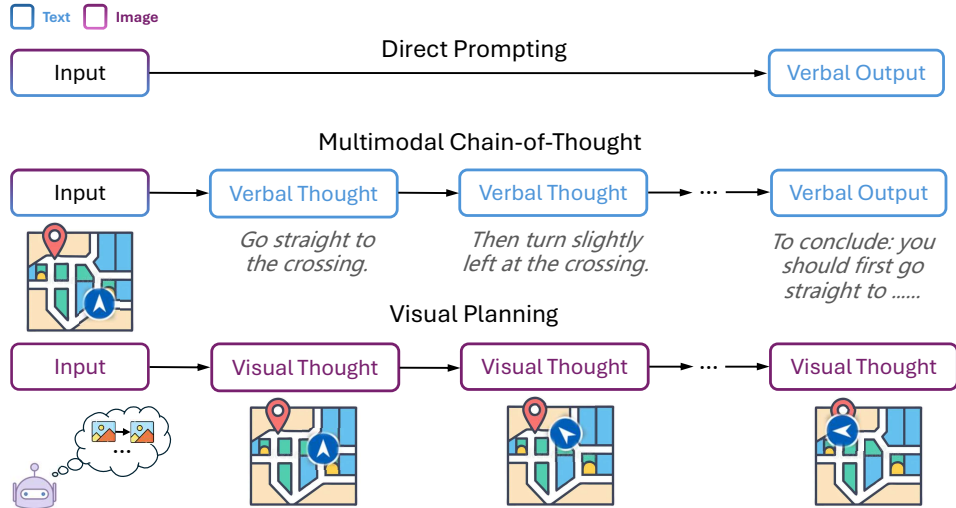 Text Image
Direct Prompting
Input Verbal Output
Multimodal Chain-of-Thought
Input Verbal Thought Verbal Thought ... Verbal Output
Go straight to
the crossing.
Then turn slightly
left at the crossing.
To conclude: you
should first go
straight to ......
Visual Planning
Input Visual Thought Visual Thought ... Visual Thought
...